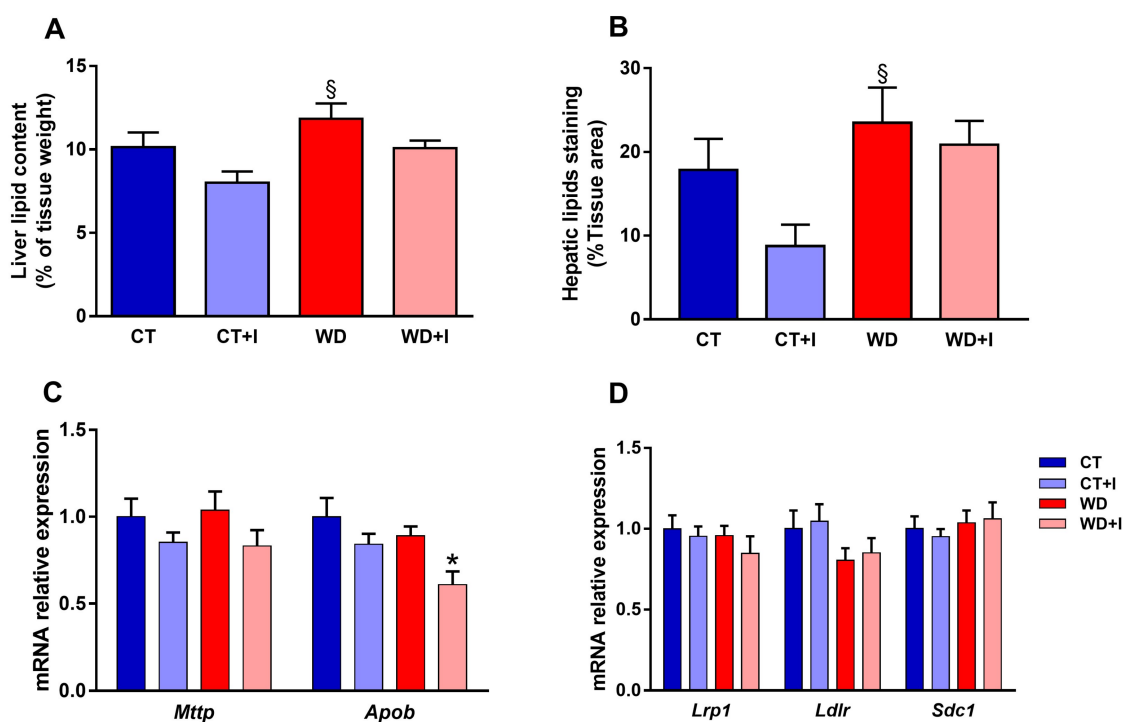 A
Liver lipid content
(% of tissue weight)
15
10
5
0
§
CT
CT+I
WD
WD+I
B
Hepatic lipids staining
(%Tissue area)
30
20
10
0
§
CT
CT+I
WD
WD+I
C
mRNA relative expression
1.5
1.0
0.5
0.0
*
Mttp
Apob
D
mRNA relative expression
1.5
1.0
0.5
0.0
Lrp1
Ldlr
Sdc1
CT
CT+I
WD
WD+I